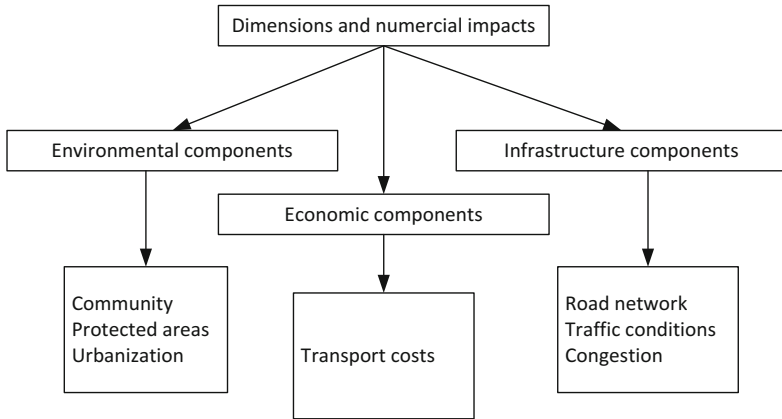 Dimensions and numercial impacts
Environmental components
Infrastructure components
Economic components
Community
Protected areas
Urbanization
Transport costs
Road network
Traffic conditions
Congestion